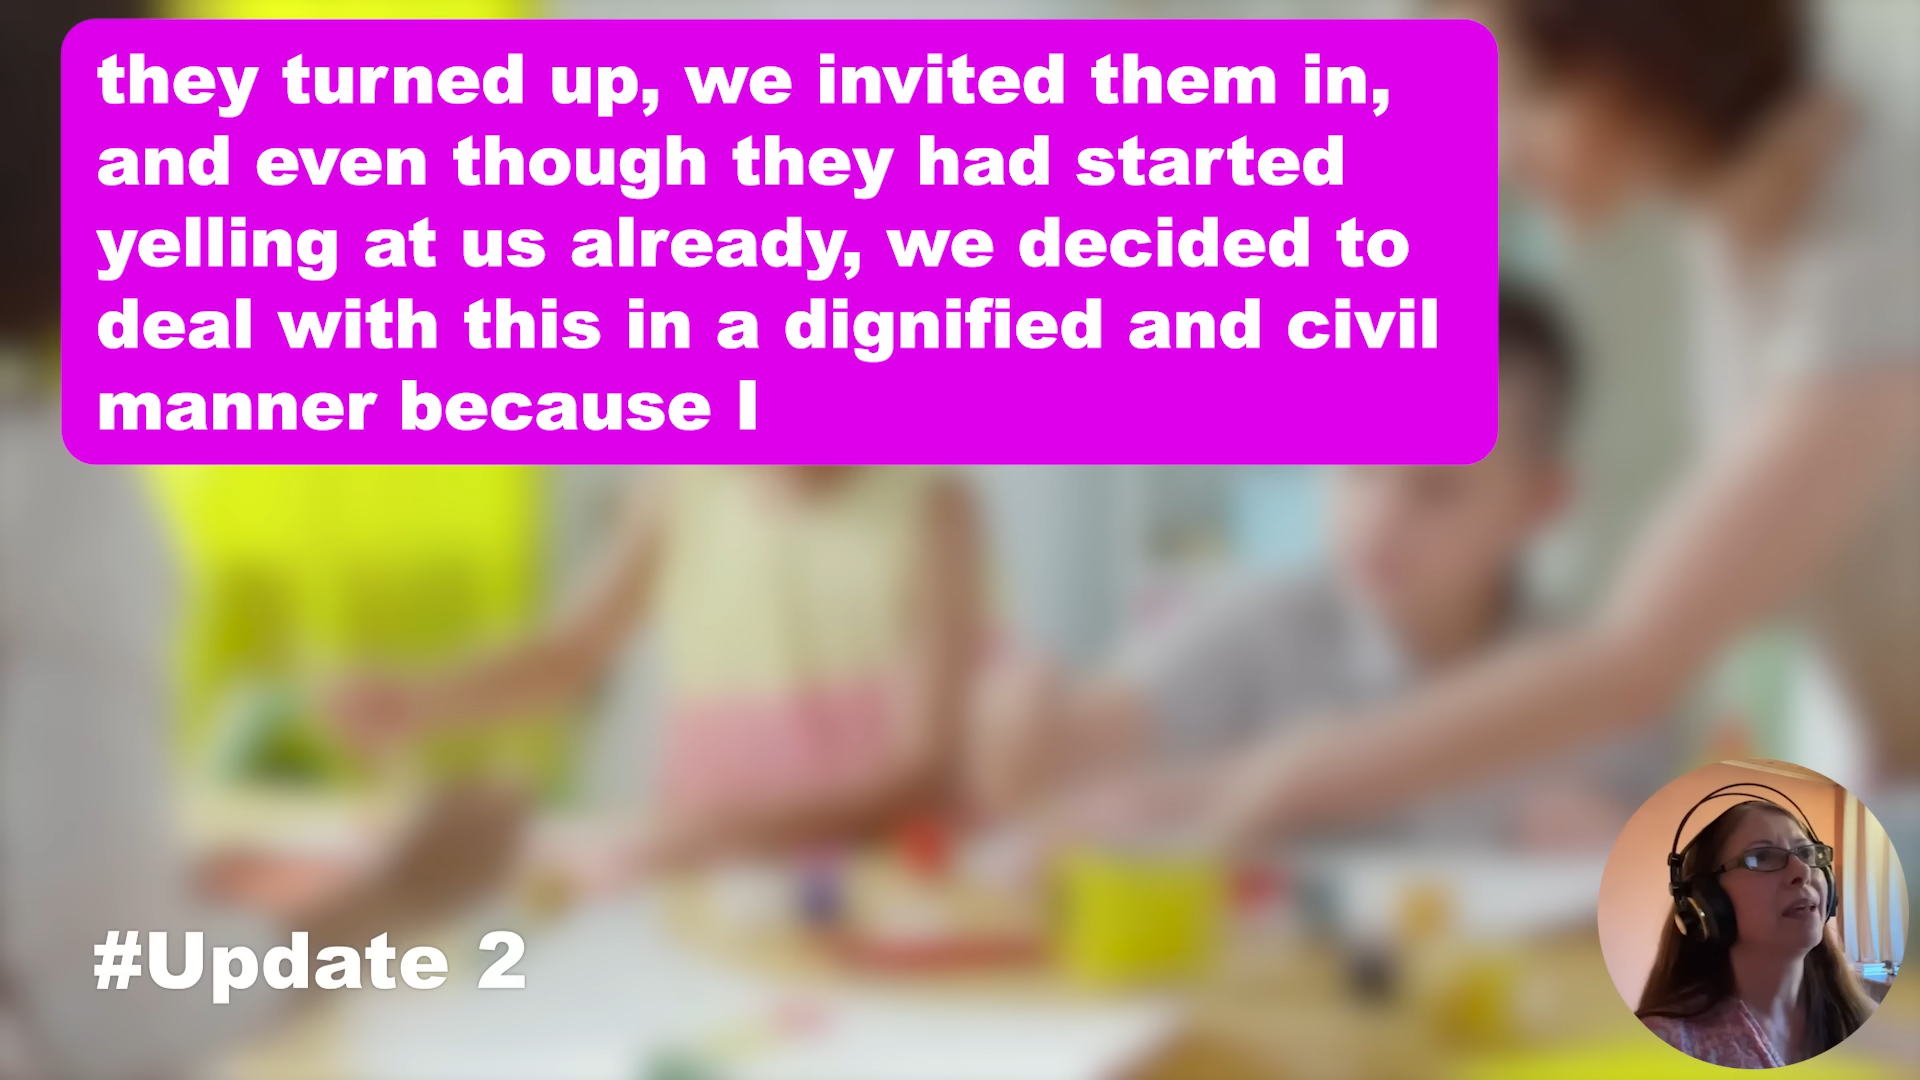 they turned up, we invited them in,
and even though they had started
yelling at us already, we decided to
deal with this in a dignified and civil
manner because I
#Update 2